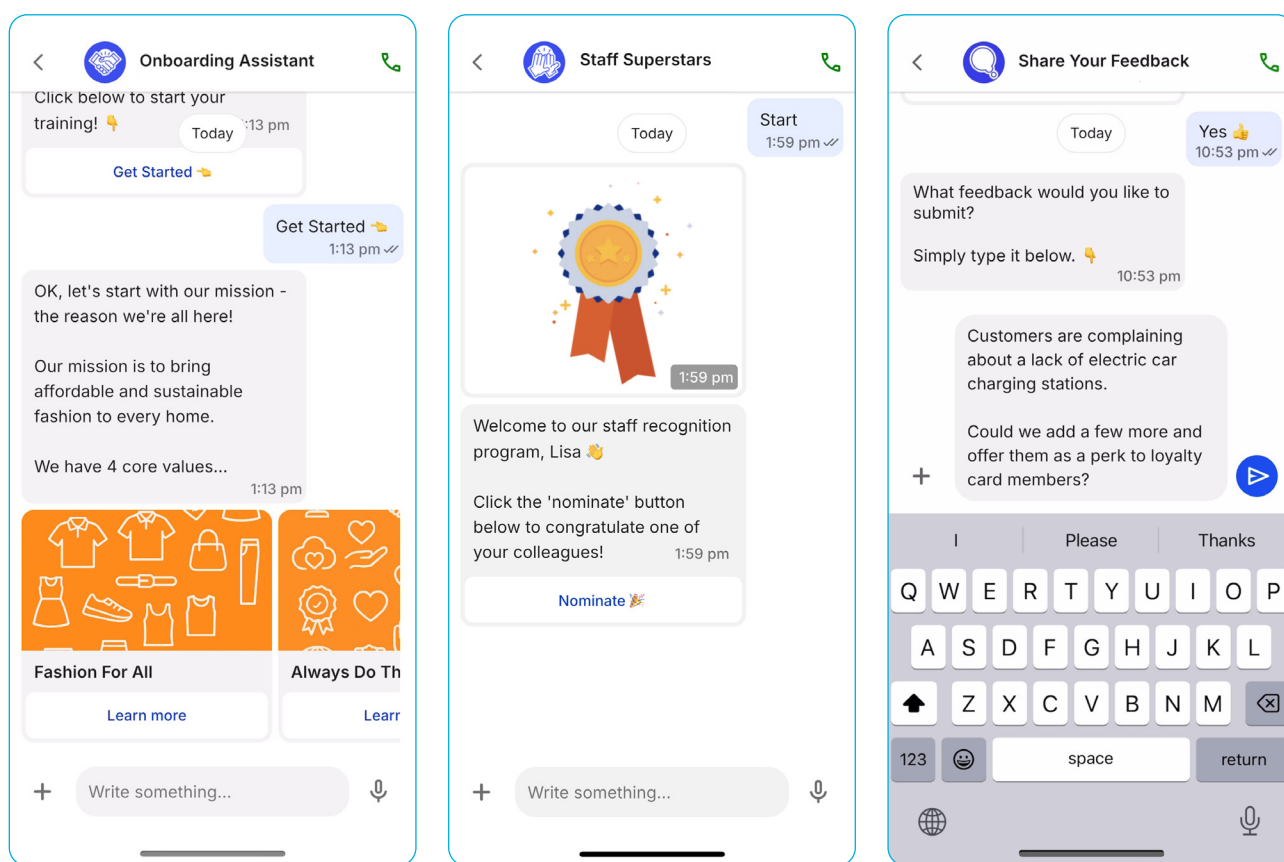 Onboarding Assistant
Click below to start your
training! 👇
:13 pm
Today
Get Started 👈
Get Started 👈
1:13 pm
OK, let's start with our mission -
the reason we're all here!
Our mission is to bring
affordable and sustainable
fashion to every home.
We have 4 core values...
1:13 pm
Fashion For All
Always Do Th
Learn more
Learr
Write something...
Staff Superstars
Start
1:59 pm
Today
1:59 pm
Welcome to our staff recognition
program, Lisa 👋
Click the 'nominate' button
below to congratulate one of
your colleagues!
1:59 pm
Nominate 🎉
Write something...
Share Your Feedback
Today
Yes 👍
10:53 pm
What feedback would you like to
submit?
Simply type it below. 👇
10:53 pm
Customers are complaining
about a lack of electric car
charging stations.
Could we add a few more and
offer them as a perk to loyalty
card members?
I Please Thanks
Q W E R T Y U I O P
A S D F G H J K L
Z X C V B N M
123 space return